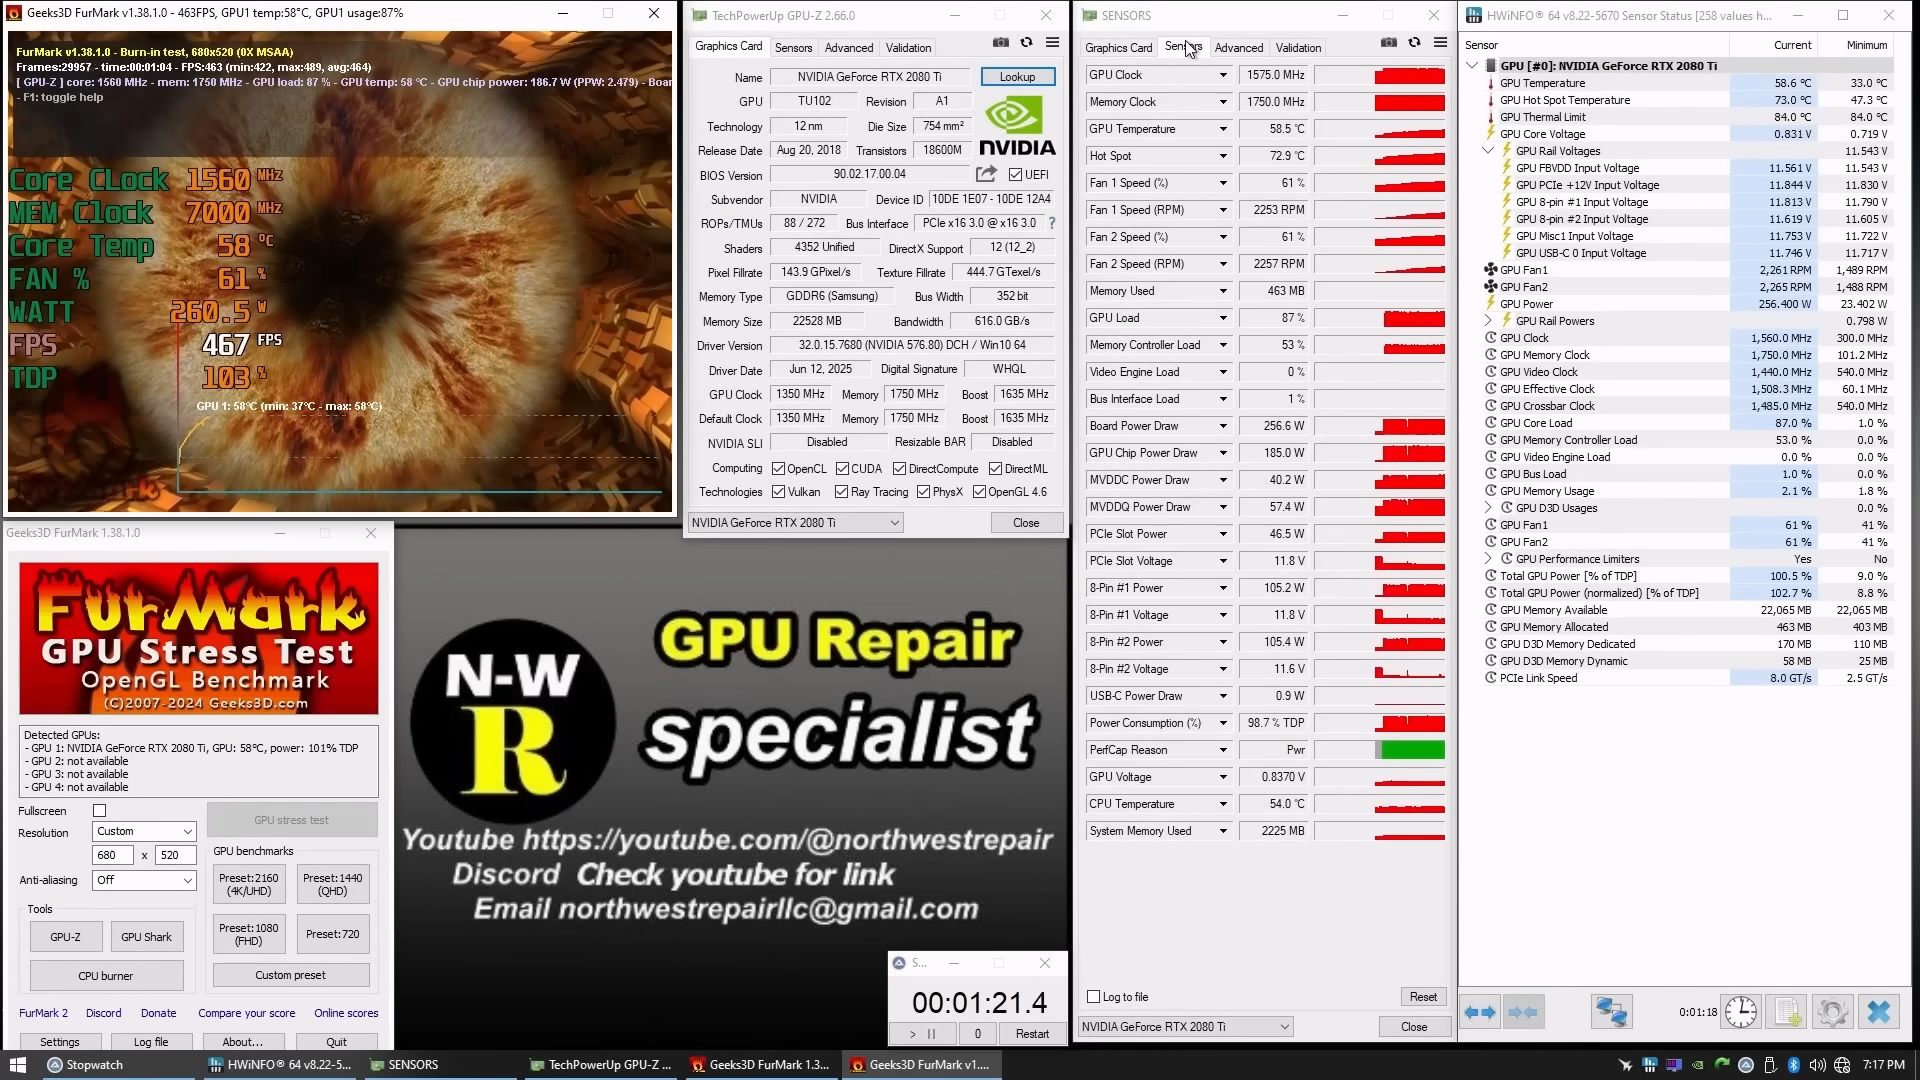 Geeks3D FurMark v1.38.1.0 - 463FPS, GPU1 temp:58°C, GPU1 usage:87%
FurMark v1.38.1.0 - Burn-in test, 680x520 (0X MSAA)
Frames:29957 - time:00:01:04 - FPS:463 (min:422, max:489, avg:464)
[ GPU-Z ] core: 1560 MHz - mem: 1750 MHz - GPU load: 87 % - GPU temp: 58 °C - GPU chip power: 186.7 W (PPW: 2.479) - Boar
- F1: toggle help
Core CLock 1560 MHz
MEM Clock 7000 MHz
Core Temp 58 °C
FAN % 61 %
WATT 260.5 W
FPS 467 FPS
TDP 103 %
GPU 1: 58°C (min: 37°C - max: 58°C)
Geeks3D FurMark 1.38.1.0
FurMark
GPU Stress Test
OpenGL Benchmark
(C)2007-2024 Geeks3D.com
Detected GPUs:
- GPU 1: NVIDIA GeForce RTX 2080 Ti, GPU: 58°C, power: 101% TDP
- GPU 2: not available
- GPU 3: not available
- GPU 4: not available
Fullscreen
GPU stress test
Resolution Custom
680 x 520
Anti-aliasing Off
GPU benchmarks
Preset:2160 (4K/UHD)
Preset:1440 (QHD)
Preset:1080 (FHD)
Preset:720
Custom preset
Tools
GPU-Z GPU Shark
CPU burner
FurMark 2 Discord Donate Compare your score Online scores
Settings Log file About... Quit
TechPowerUp GPU-Z 2.66.0
Graphics Card Sensors Advanced Validation
Name NVIDIA GeForce RTX 2080 Ti Lookup
GPU TU102 Revision A1
Technology 12 nm Die Size 754 mm²
Release Date Aug 20, 2018 Transistors 18600M
NVIDIA
BIOS Version 90.02.17.00.04 UEFI
Subvendor NVIDIA Device ID 10DE 1E07 - 10DE 12A4
ROPs/TMUs 88 / 272 Bus Interface PCIe x16 3.0 @ x16 3.0 ?
Shaders 4352 Unified DirectX Support 12 (12_2)
Pixel Fillrate 143.9 GPixel/s Texture Fillrate 444.7 GTexel/s
Memory Type GDDR6 (Samsung) Bus Width 352 bit
Memory Size 22528 MB Bandwidth 616.0 GB/s
Driver Version 32.0.15.7680 (NVIDIA 576.80) DCH / Win10 64
Driver Date Jun 12, 2025 Digital Signature WHQL
GPU Clock 1350 MHz Memory 1750 MHz Boost 1635 MHz
Default Clock 1350 MHz Memory 1750 MHz Boost 1635 MHz
NVIDIA SLI Disabled Resizable BAR Disabled
Computing OpenCL CUDA DirectCompute DirectML
Technologies Vulkan Ray Tracing PhysX OpenGL 4.6
NVIDIA GeForce RTX 2080 Ti Close
N-W
R
GPU Repair
specialist
Youtube https://youtube.com/@northwestrepair
Discord Check youtube for link
Email northwestrepairllc@gmail.com
S...
00:01:21.4
> || 0 Restart
SENSORS
Graphics Card Sensors Advanced Validation
GPU Clock 1575.0 MHz
Memory Clock 1750.0 MHz
GPU Temperature 58.5 °C
Hot Spot 72.9 °C
Fan 1 Speed (%) 61 %
Fan 1 Speed (RPM) 2253 RPM
Fan 2 Speed (%) 61 %
Fan 2 Speed (RPM) 2257 RPM
Memory Used 463 MB
GPU Load 87 %
Memory Controller Load 53 %
Video Engine Load 0 %
Bus Interface Load 1 %
Board Power Draw 256.6 W
GPU Chip Power Draw 185.0 W
MVDDC Power Draw 40.2 W
MVDDQ Power Draw 57.4 W
PCIe Slot Power 46.5 W
PCIe Slot Voltage 11.8 V
8-Pin #1 Power 105.2 W
8-Pin #1 Voltage 11.8 V
8-Pin #2 Power 105.4 W
8-Pin #2 Voltage 11.6 V
USB-C Power Draw 0.9 W
Power Consumption (%) 98.7 % TDP
PerfCap Reason Pwr
GPU Voltage 0.8370 V
CPU Temperature 54.0 °C
System Memory Used 2225 MB
Log to file Reset
NVIDIA GeForce RTX 2080 Ti Close
HWiNFO® 64 v8.22-5670 Sensor Status [258 values h...
Sensor Current Minimum
GPU [#0]: NVIDIA GeForce RTX 2080 Ti
GPU Temperature 58.6 °C 33.0 °C
GPU Hot Spot Temperature 73.0 °C 47.3 °C
GPU Thermal Limit 84.0 °C 84.0 °C
GPU Core Voltage 0.831 V 0.719 V
GPU Rail Voltages 11.543 V
GPU FBVDD Input Voltage 11.561 V 11.543 V
GPU PCIe +12V Input Voltage 11.844 V 11.830 V
GPU 8-pin #1 Input Voltage 11.813 V 11.790 V
GPU 8-pin #2 Input Voltage 11.619 V 11.605 V
GPU Misc1 Input Voltage 11.753 V 11.722 V
GPU USB-C 0 Input Voltage 11.746 V 11.717 V
GPU Fan1 2,261 RPM 1,489 RPM
GPU Fan2 2,265 RPM 1,488 RPM
GPU Power 256.400 W 23.402 W
GPU Rail Powers 0.798 W
GPU Clock 1,560.0 MHz 300.0 MHz
GPU Memory Clock 1,750.0 MHz 101.2 MHz
GPU Video Clock 1,440.0 MHz 540.0 MHz
GPU Effective Clock 1,508.3 MHz 60.1 MHz
GPU Crossbar Clock 1,485.0 MHz 540.0 MHz
GPU Core Load 87.0 % 1.0 %
GPU Memory Controller Load 53.0 % 0.0 %
GPU Video Engine Load 0.0 % 0.0 %
GPU Bus Load 1.0 % 0.0 %
GPU Memory Usage 2.1 % 1.8 %
GPU D3D Usages 0.0 %
GPU Fan1 61 % 41 %
GPU Fan2 61 % 41 %
GPU Performance Limiters Yes No
Total GPU Power [% of TDP] 100.5 % 9.0 %
Total GPU Power (normalized) [% of TDP] 102.7 % 8.8 %
GPU Memory Available 22,065 MB 22,065 MB
GPU Memory Allocated 463 MB 403 MB
GPU D3D Memory Dedicated 170 MB 110 MB
GPU D3D Memory Dynamic 58 MB 25 MB
PCIe Link Speed 8.0 GT/s 2.5 GT/s
0:01:18
Stopwatch HWiNFO® 64 v8.22-5... SENSORS TechPowerUp GPU-Z ... Geeks3D FurMark 1.3... Geeks3D FurMark v1.... 7:17 PM